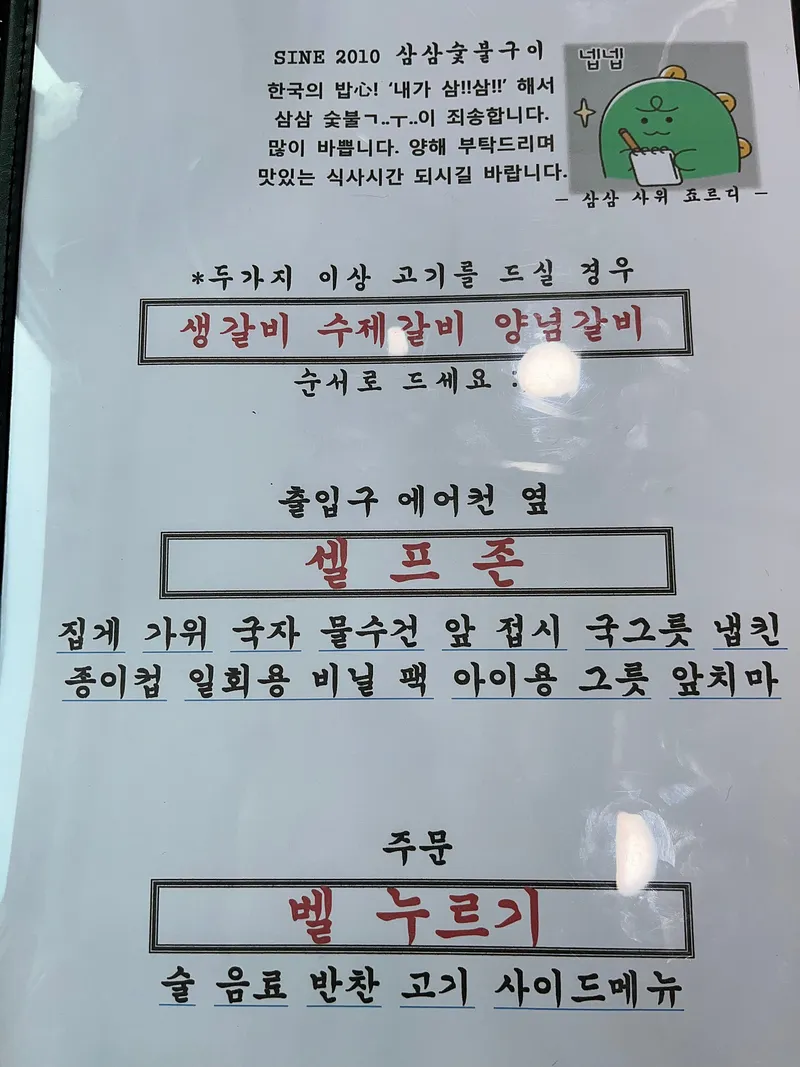 SINE 2010 삼삼숯불구이
넵넵
한국의 밥心! '내가 삼!!삼!!' 해서
삼삼 숯불ㄱ..ㅜ..이 죄송합니다.
많이 바쁩니다. 양해 부탁드리며
맛있는 식사시간 되시길 바랍니다.
- 삼삼 사위 죠르디 -
*두가지 이상 고기를 드실 경우
생갈비 수제갈비 양념갈비
순서로 드세요 :
출입구 에어컨 옆
셀 프 존
집게 가위 국자 물수건 앞 접시 국그릇 냅킨
종이컵 일회용 비닐 팩 아이용 그릇 앞치마
주문
벨 누르기
술 음료 반찬 고기 사이드메뉴